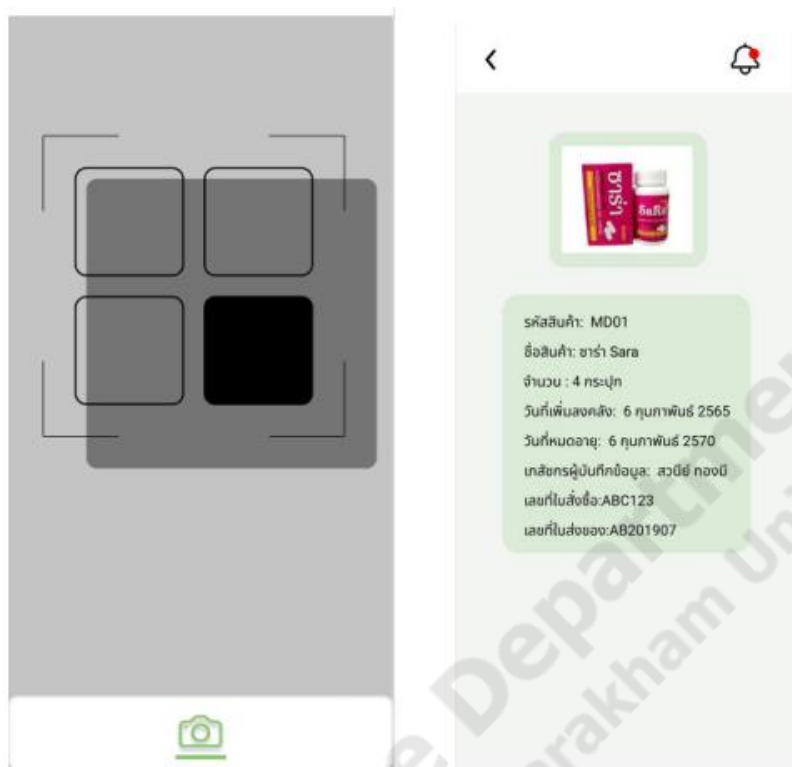 ซาร่า
รหัสสินค้า: MD01
ชื่อสินค้า: ซาร่า Sara
จำนวน : 4 กระปุก
วันที่เพิ่มลงคลัง: 6 กุมภาพันธ์ 2565
วันที่หมดอายุ: 6 กุมภาพันธ์ 2570
เภสัชกรผู้บันทึกข้อมูล: สวนีย์ ทองมี
เลขที่ใบสั่งซื้อ:ABC123
เลขที่ใบส่งของ:AB201907